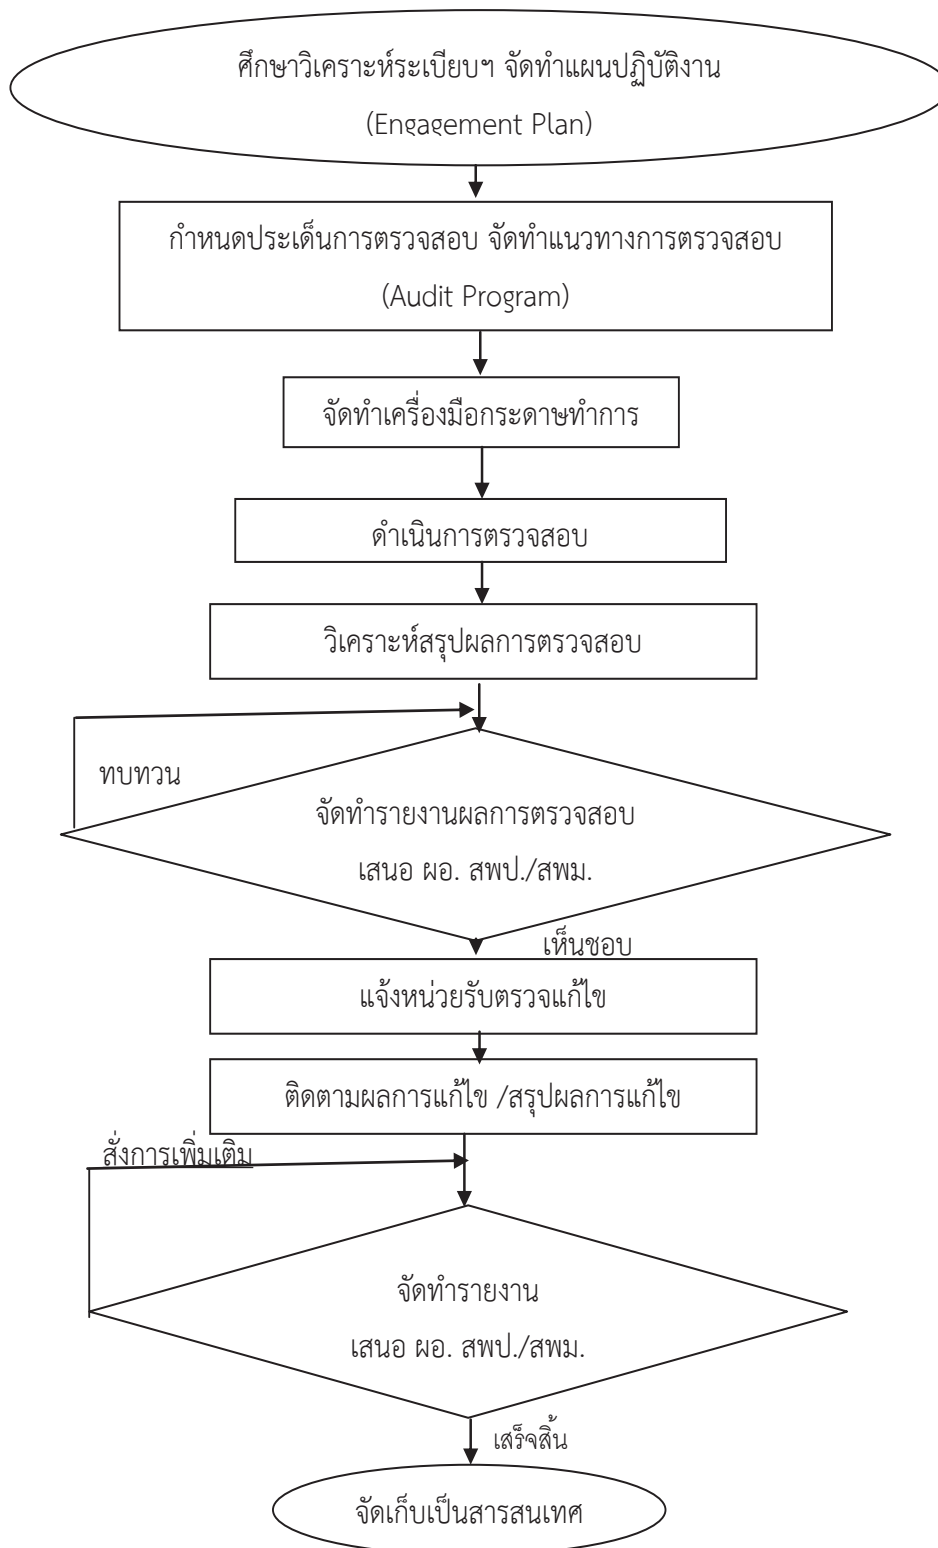 ศึกษาวิเคราะห์ระเบียบฯ จัดทำแผนปฏิบัติงาน
(Engagement Plan)
กำหนดประเด็นการตรวจสอบ จัดทำแนวทางการตรวจสอบ
(Audit Program)
จัดทำเครื่องมือกระดาษทำการ
ดำเนินการตรวจสอบ
วิเคราะห์สรุปผลการตรวจสอบ
ทบทวน
จัดทำรายงานผลการตรวจสอบ
เสนอ ผอ. สพป./สพม.
เห็นชอบ
แจ้งหน่วยรับตรวจแก้ไข
ติดตามผลการแก้ไข /สรุปผลการแก้ไข
สั่งการเพิ่มเติม
จัดทำรายงาน
เสนอ ผอ. สพป./สพม.
เสร็จสิ้น
จัดเก็บเป็นสารสนเทศ